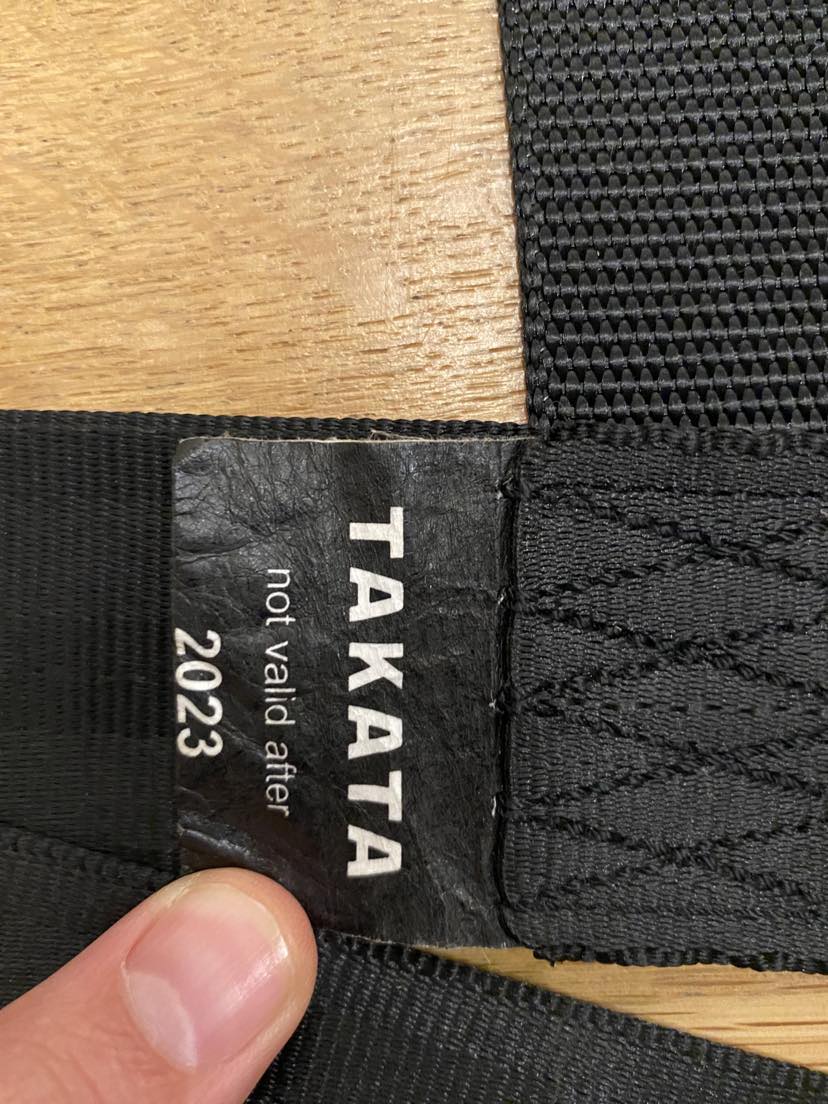 TAKATA
not valid after
2023